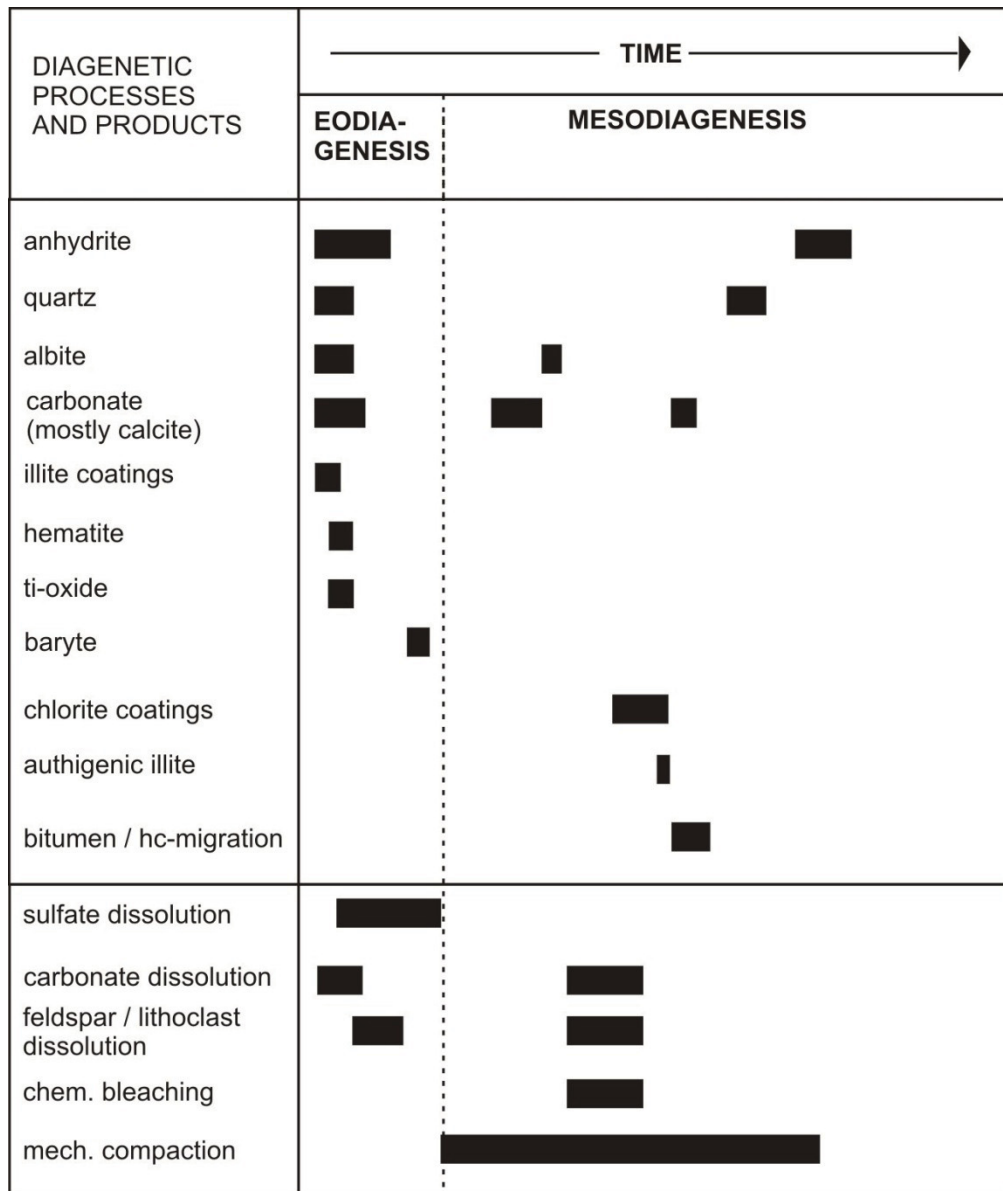 DIAGENETIC
PROCESSES
AND PRODUCTS
TIME
EODIA-
GENESIS
MESODIAGENESIS
anhydrite
quartz
albite
carbonate
(mostly calcite)
illite coatings
hematite
ti-oxide
baryte
chlorite coatings
authigenic illite
bitumen / hc-migration
sulfate dissolution
carbonate dissolution
feldspar / lithoclast
dissolution
chem. bleaching
mech. compaction